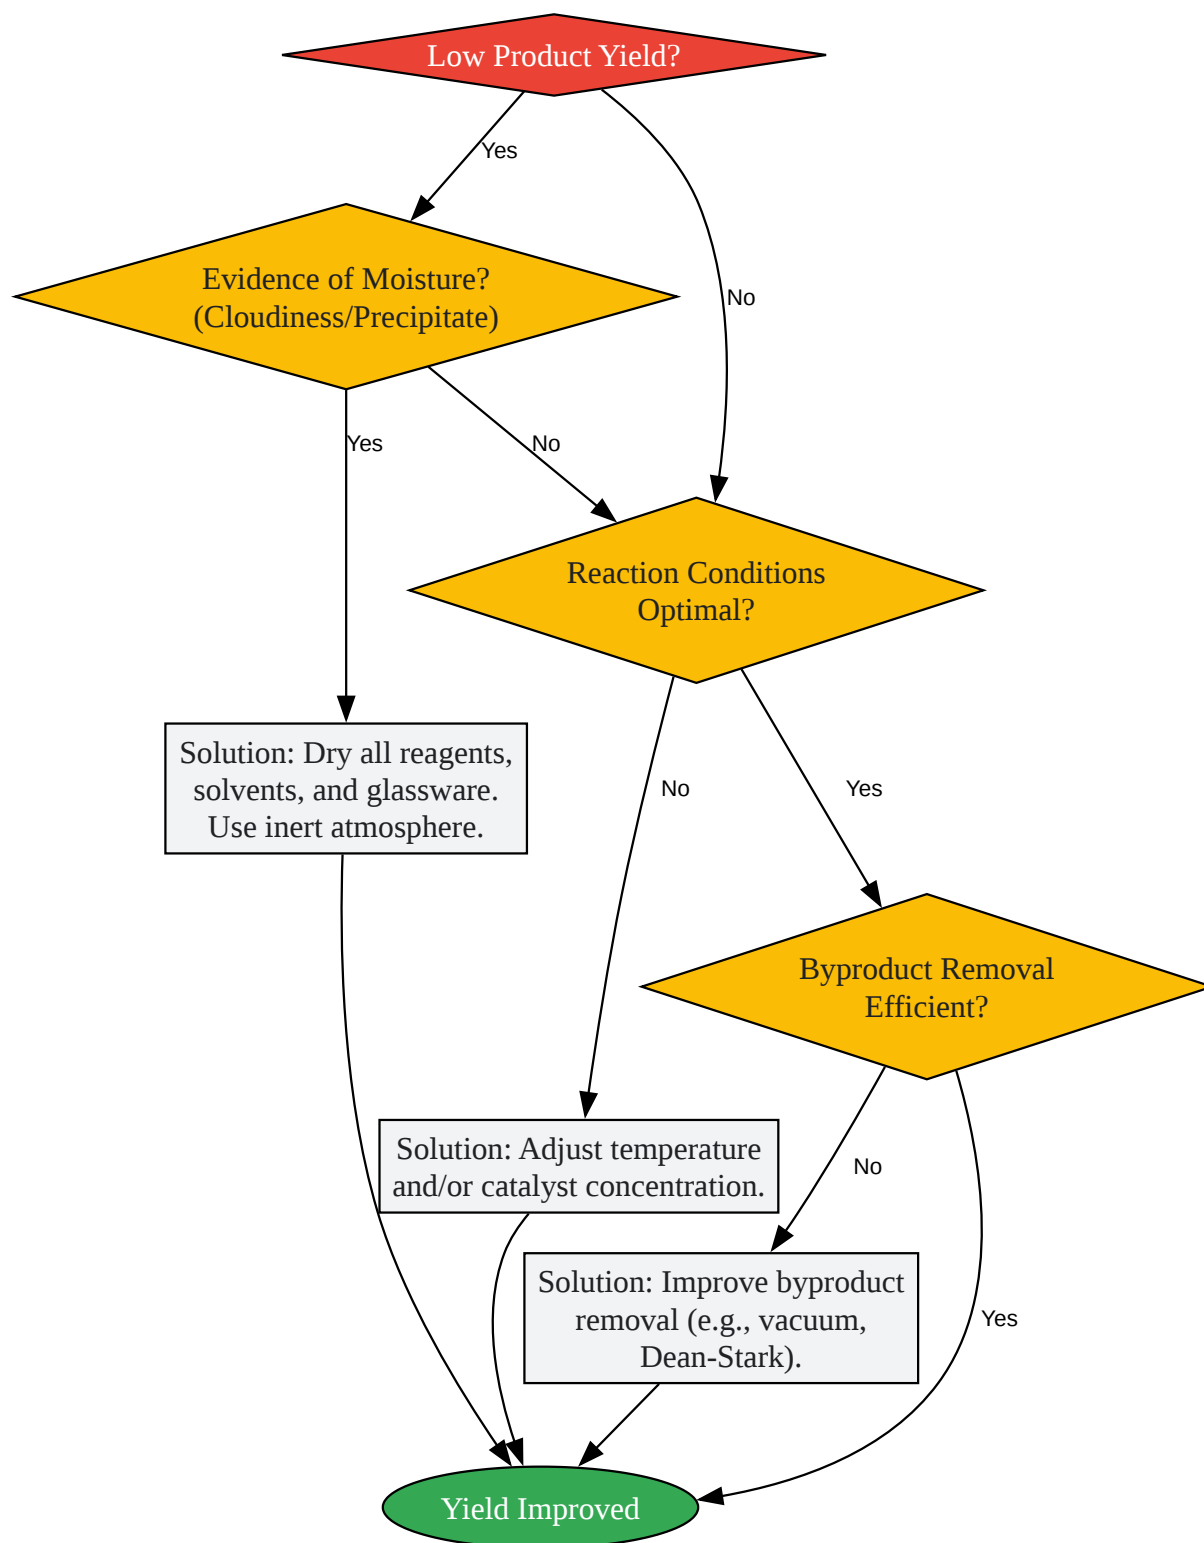 Low Product Yield?
Yes
No
Evidence of Moisture?
(Cloudiness/Precipitate)
Yes
No
Reaction Conditions
Optimal?
Solution: Dry all reagents,
solvents, and glassware.
Use inert atmosphere.
No
Yes
Byproduct Removal
Efficient?
Solution: Adjust temperature
and/or catalyst concentration.
No
Solution: Improve byproduct
removal (e.g., vacuum,
Dean-Stark).
Yes
Yield Improved